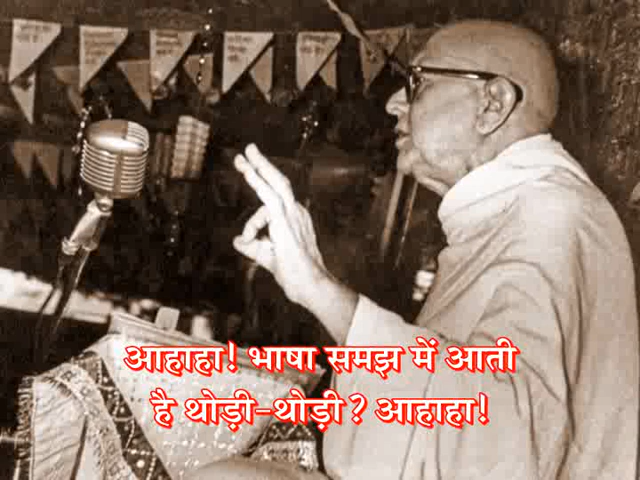 आहाहा! भाषा समझ में आती
है थोड़ी-थोड़ी? आहाहा!